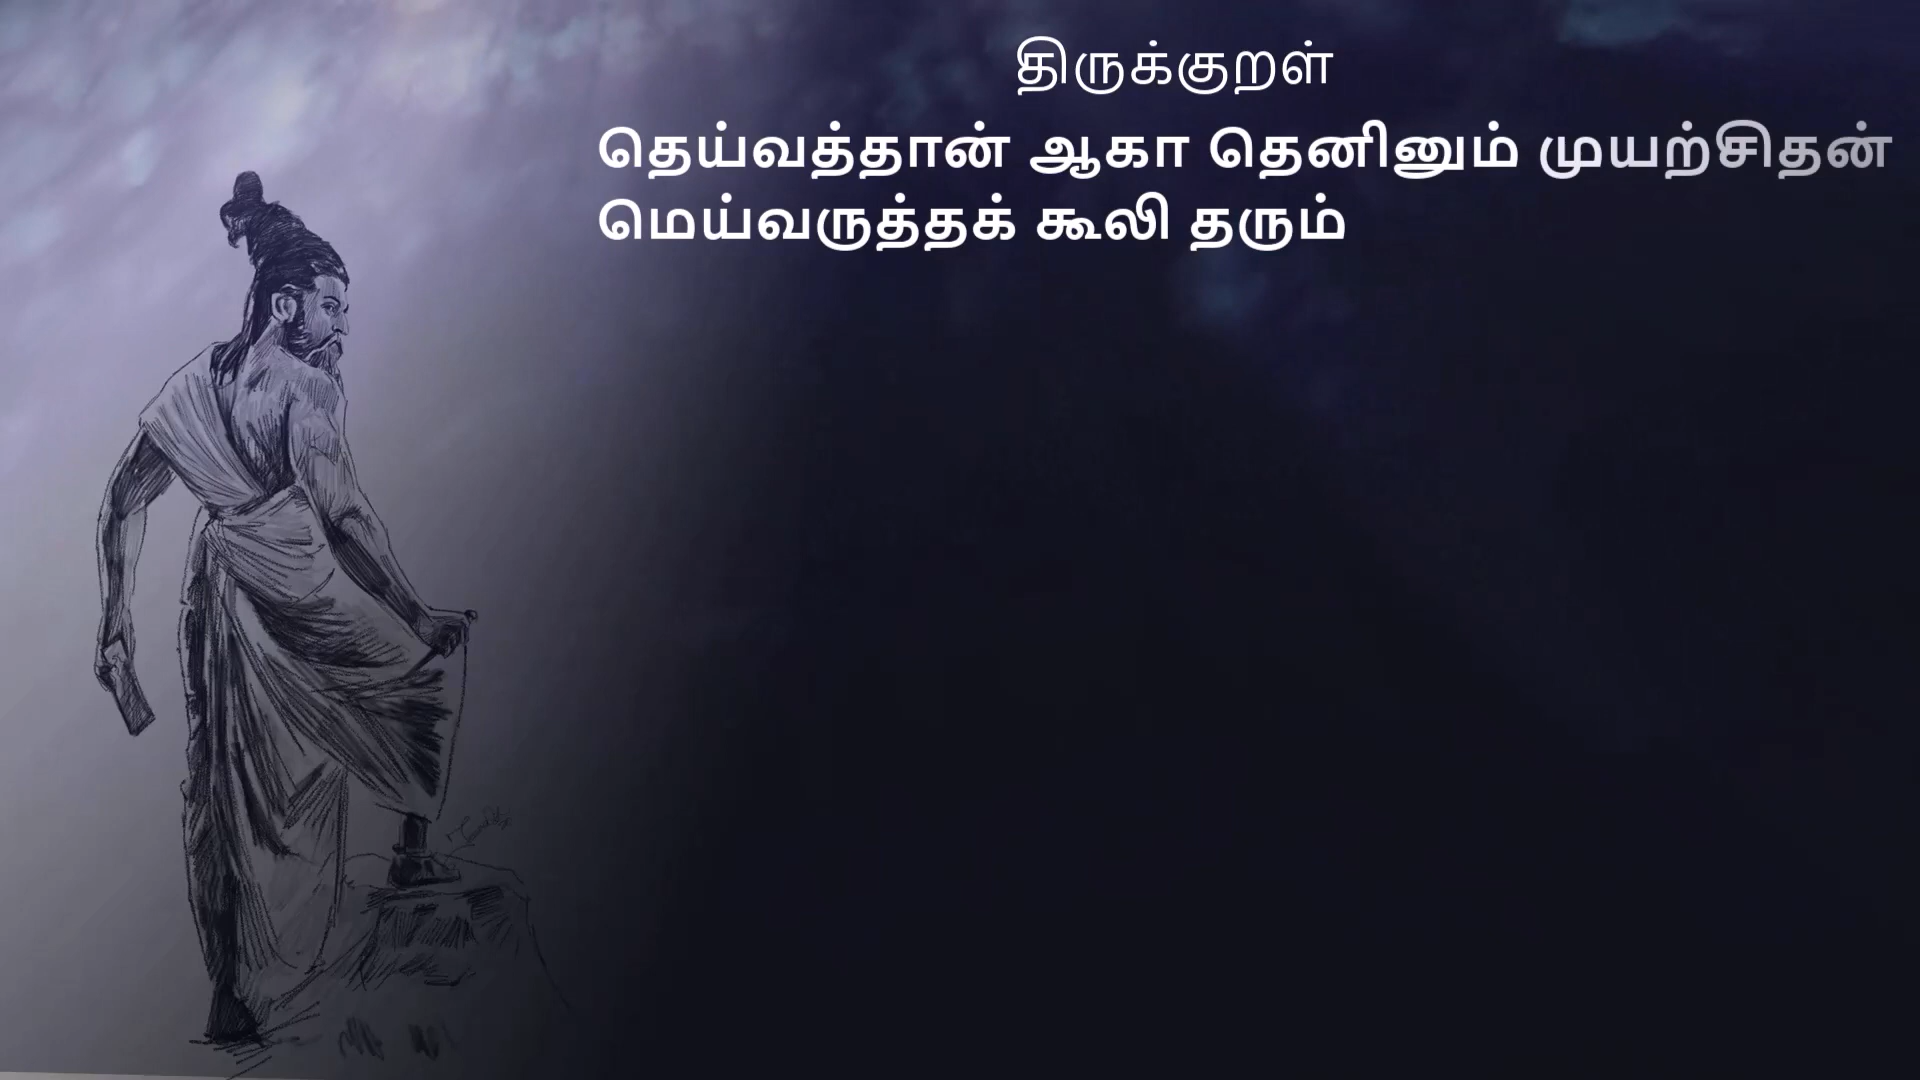 திருக்குறள்
தெய்வத்தான் ஆகா தெனினும் முயற்சிதன்
மெய்வருத்தக் கூலி தரும்